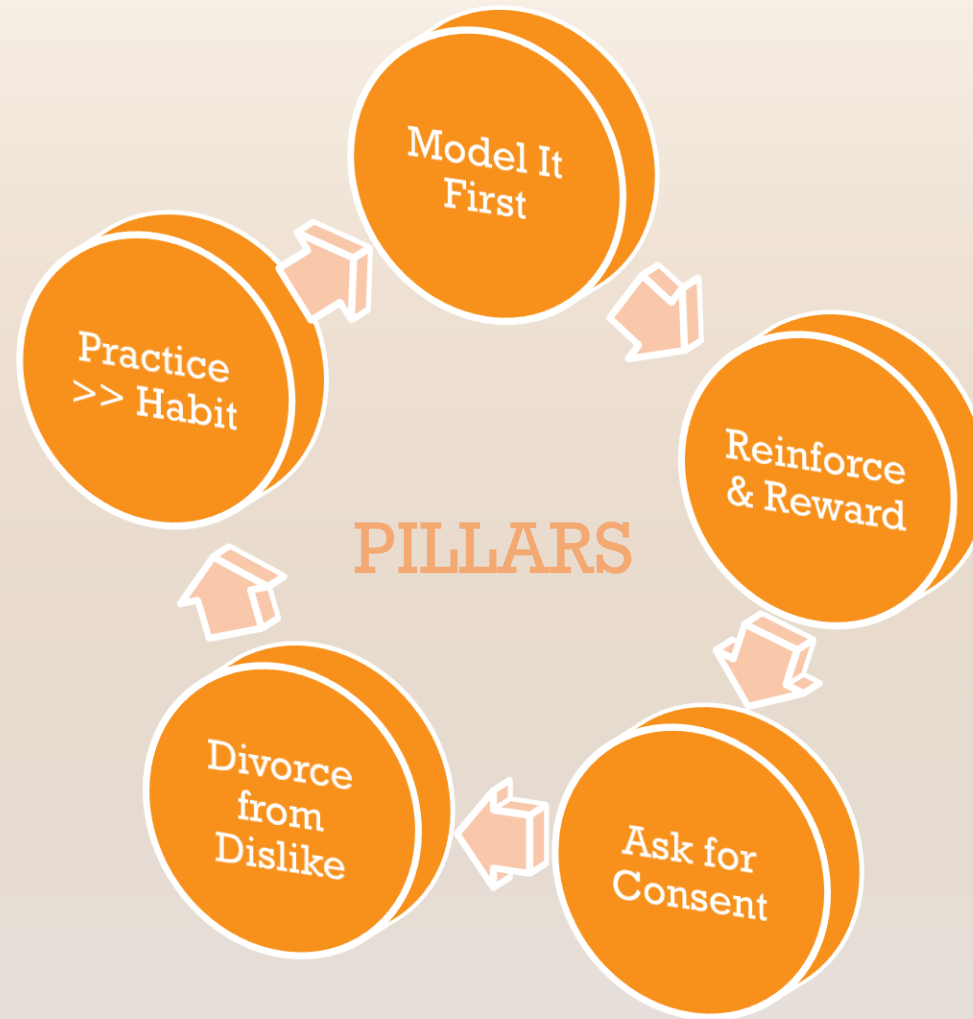 Model It
First
Reinforce
& Reward
Ask for
Consent
Divorce
from
Dislike
Practice
>> Habit
PILLARS